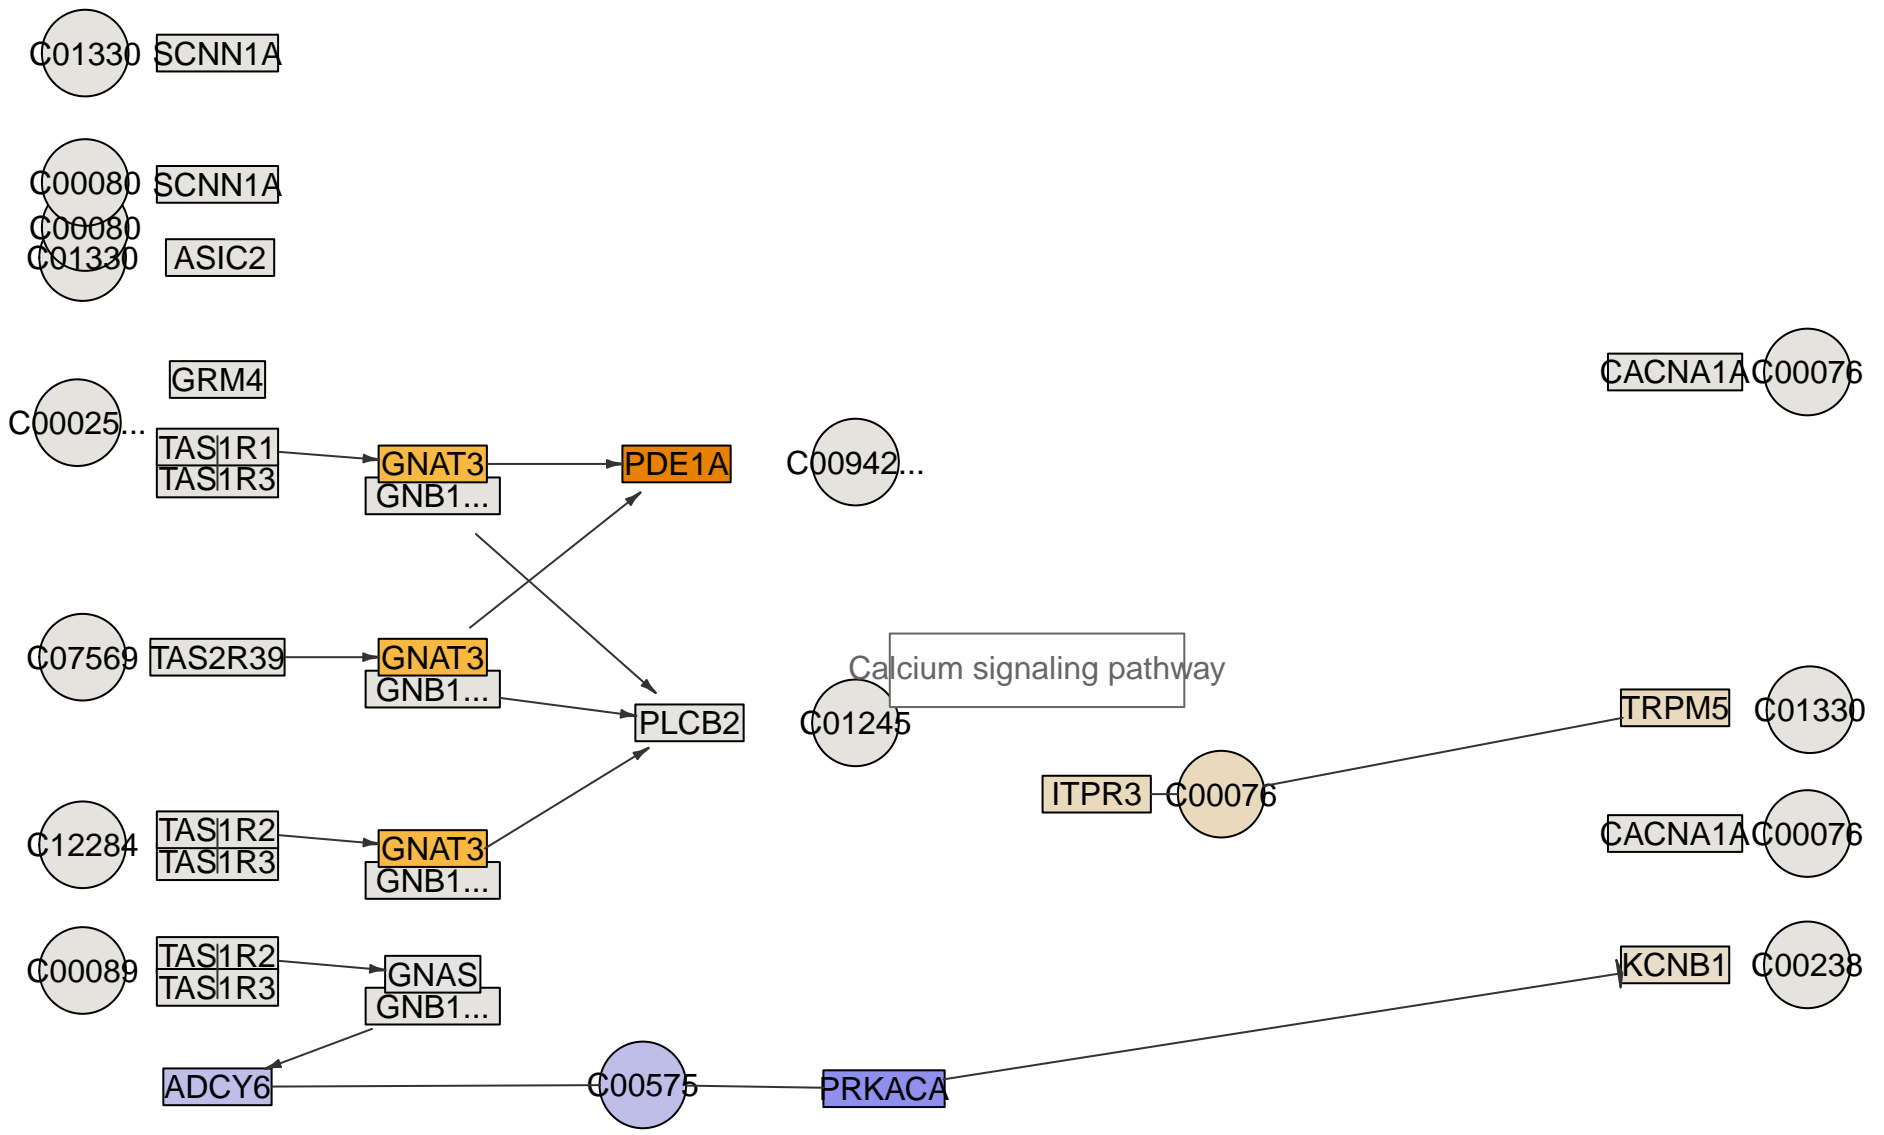 C01330 SCNN1A
C00080 SCNN1A
C00080
C01330 ASIC2
GRM4
CACNA1A C00076
C00025...
TAS1R1
TAS1R3
GNAT3
GNB1...
PDE1A
C00942...
C07569 TAS2R39
GNAT3
GNB1...
Calcium signaling pathway
PLCB2
C01245
TRPM5 C01330
ITPR3 C00076
C12284
TAS1R2
TAS1R3
GNAT3
GNB1...
CACNA1A C00076
C00089
TAS1R2
TAS1R3
GNAS
GNB1...
KCNB1 C00238
ADCY6
C00575
PRKACA